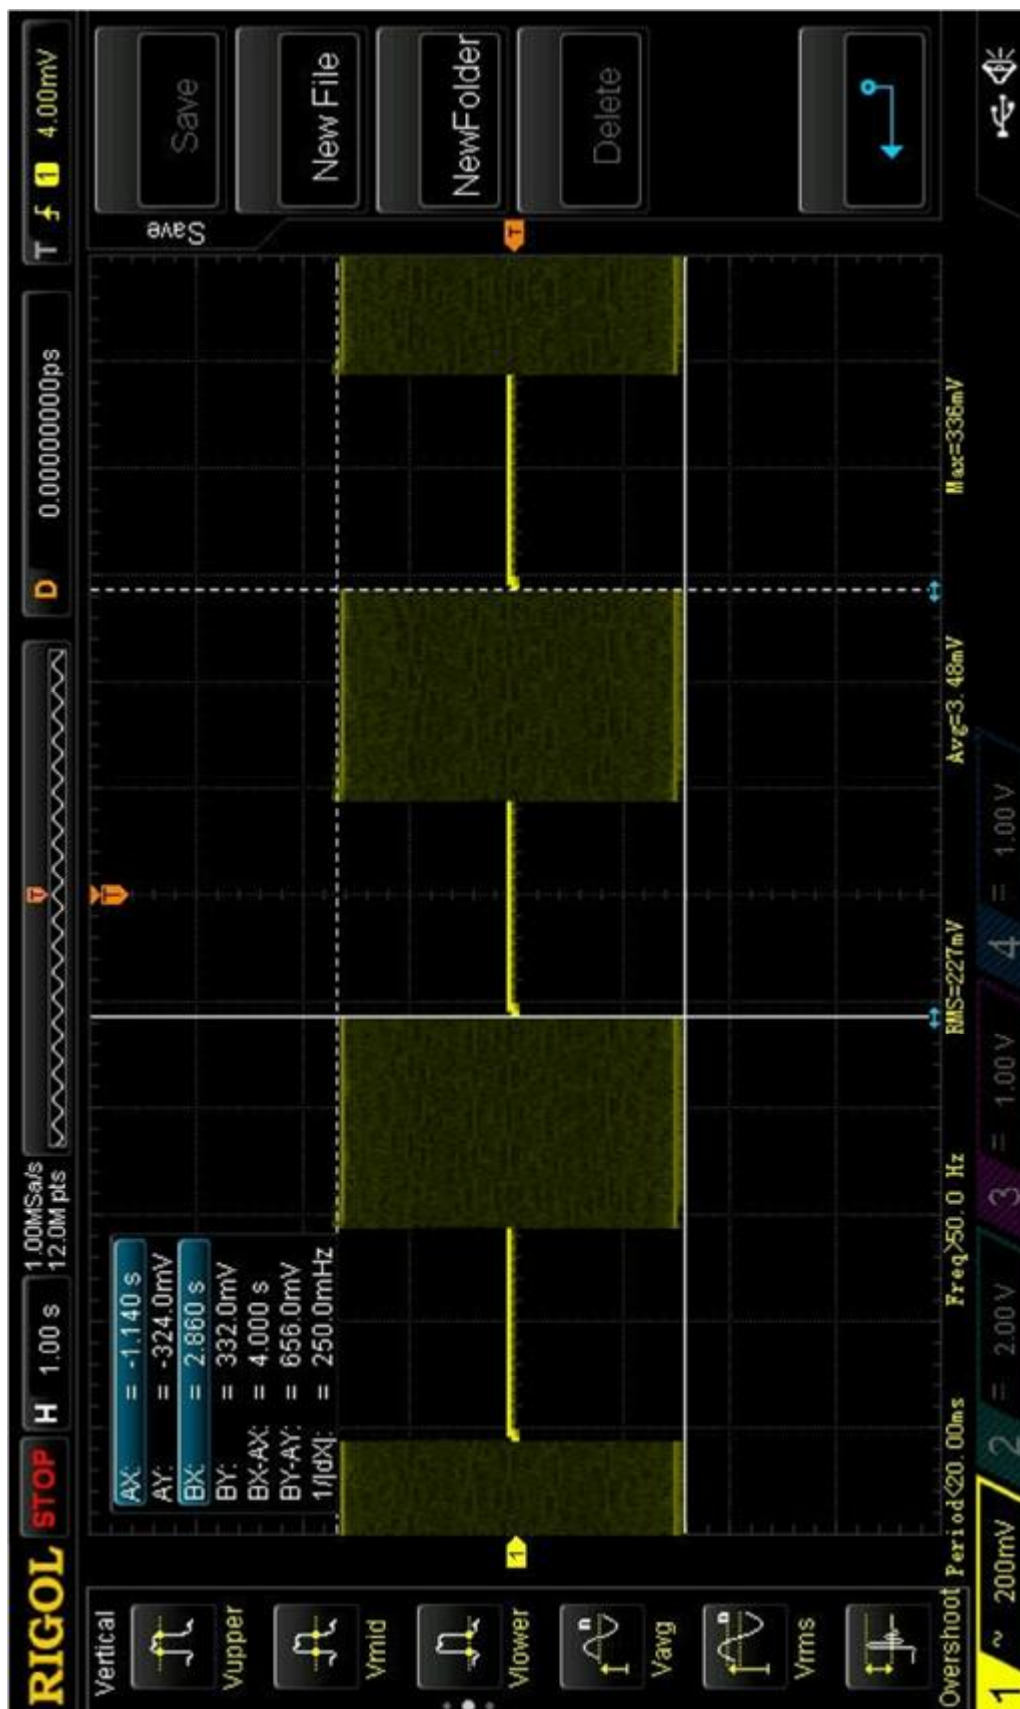 RIGOL STOP H 1.00 s 1.00MSa/s 12.0M pts T D 0.00000000ps T 1 4.00mV
Vertical
Vupper
Vmid
Vlower
Vavg
Vrms
Overshoot
AX: = -1.140 s
AY: = -324.0mV
BX: = 2.860 s
BY: = 332.0mV
BX-AX: = 4.000 s
BY-AY: = 656.0mV
1/|dX|: = 250.0mHz
T
1
T
Save
Save
New File
NewFolder
Delete
Period<20.00ms Freq>50.0 Hz RMS=227mV Avg=3.48mV Max=336mV
1 ~ 200mV 2 = 2.00 V 3 = 1.00 V 4 = 1.00 V